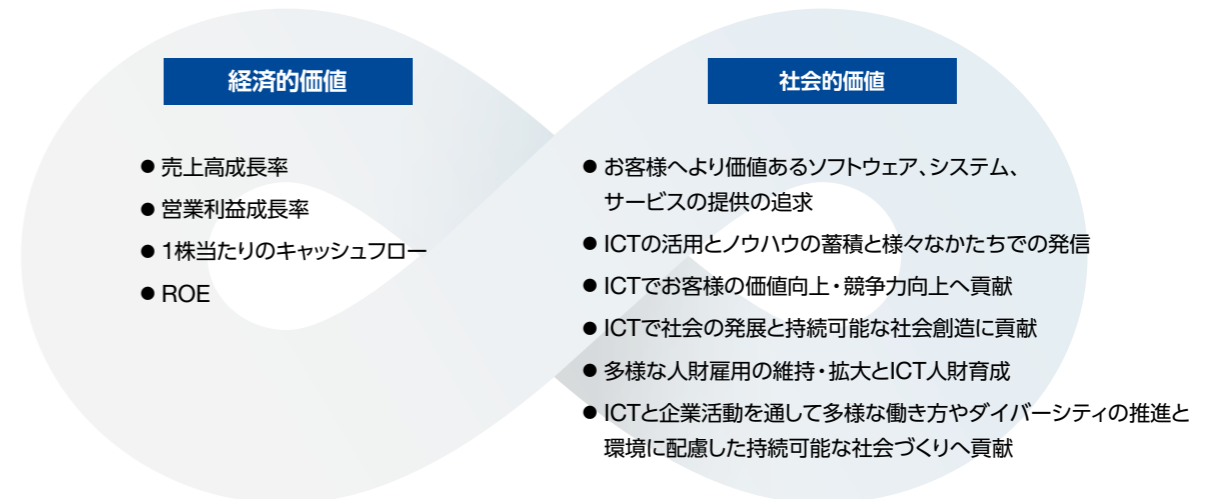 経済的価値
● 売上高成長率
● 営業利益成長率
● 1株当たりのキャッシュフロー
● ROE
社会的価値
● お客様へより価値あるソフトウェア、システム、
サービスの提供の追求
● ICTの活用とノウハウの蓄積と様々なかたちでの発信
● ICTでお客様の価値向上・競争力向上へ貢献
● ICTで社会の発展と持続可能な社会創造に貢献
● 多様な人財雇用の維持・拡大とICT人財育成
● ICTと企業活動を通して多様な働き方やダイバーシティの推進と
環境に配慮した持続可能な社会づくりへ貢献